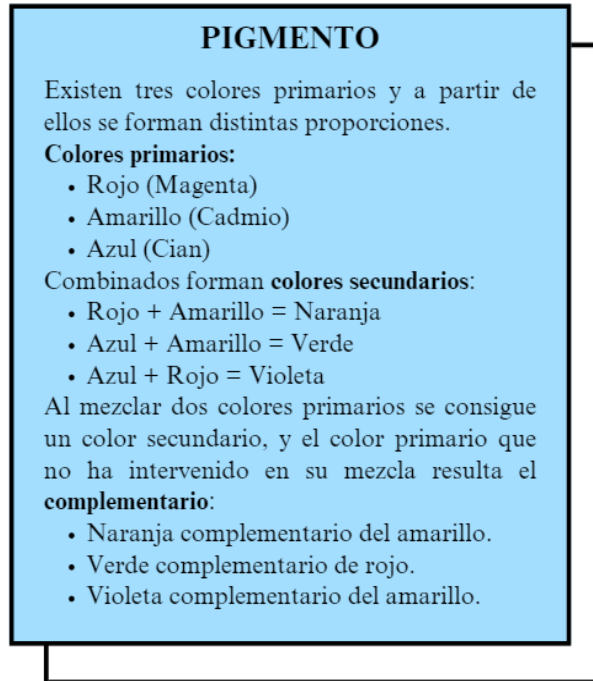 PIGMENTO
Existen tres colores primarios y a partir de
ellos se forman distintas proporciones.
Colores primarios:
• Rojo (Magenta)
• Amarillo (Cadmio)
• Azul (Cian)
Combinados forman colores secundarios:
• Rojo + Amarillo = Naranja
• Azul + Amarillo = Verde
• Azul + Rojo = Violeta
Al mezclar dos colores primarios se consigue
un color secundario, y el color primario que
no ha intervenido en su mezcla resulta el
complementario:
• Naranja complementario del amarillo.
• Verde complementario de rojo.
• Violeta complementario del amarillo.